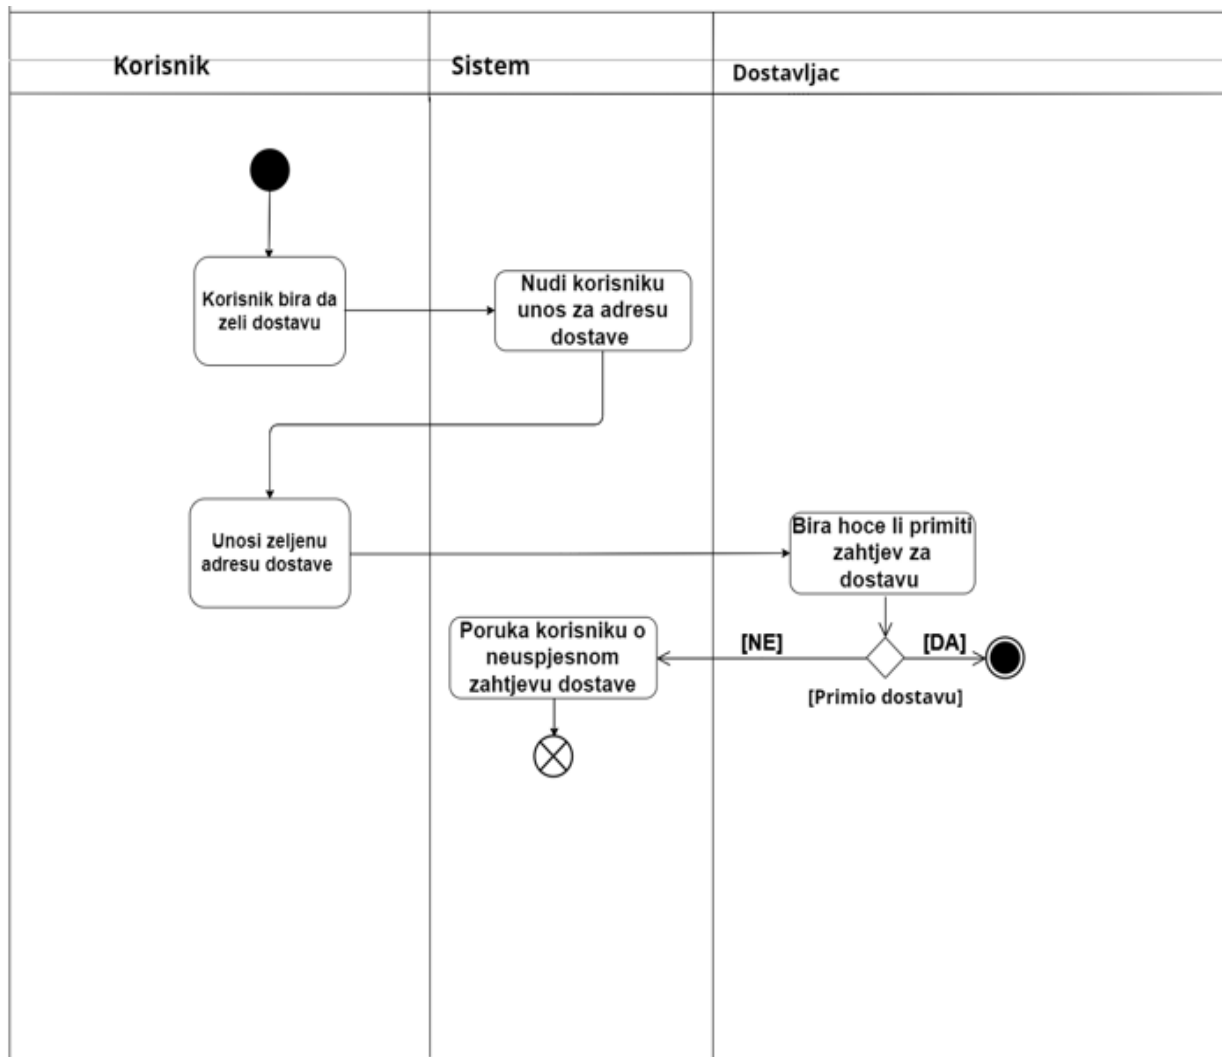 Korisnik
Sistem
Dostavljac
Korisnik bira da
zeli dostavu
Nudi korisniku
unos za adresu
dostave
Unosi zeljenu
adresu dostave
Bira hoce li primiti
zahtjev za
dostavu
Poruka korisniku o
neuspjesnom
zahtjevu dostave
[NE]
[DA]
[Primio dostavu]